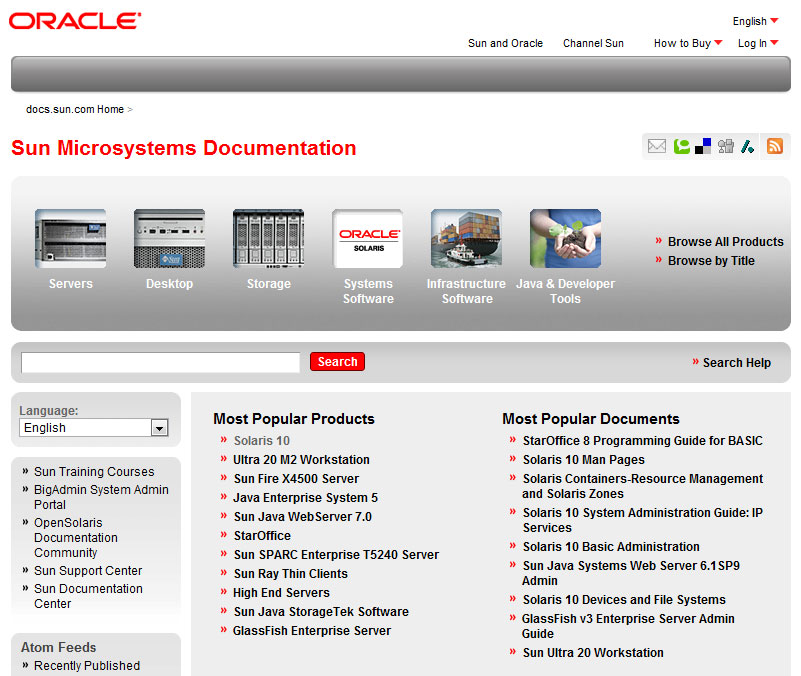 ORACLE
English
Sun and Oracle Channel Sun How to Buy Log In
docs.sun.com Home >
Sun Microsystems Documentation
ORACLE
SOLARIS
Servers
Desktop
Storage
Systems
Software
Infrastructure
Software
Java & Developer
Tools
» Browse All Products
» Browse by Title
Search
» Search Help
Language:
English
» Sun Training Courses
» BigAdmin System Admin
Portal
» OpenSolaris
Documentation
Community
» Sun Support Center
» Sun Documentation
Center
Atom Feeds
» Recently Published
Most Popular Products
» Solaris 10
» Ultra 20 M2 Workstation
» Sun Fire X4500 Server
» Java Enterprise System 5
» Sun Java WebServer 7.0
» StarOffice
» Sun SPARC Enterprise T5240 Server
» Sun Ray Thin Clients
» High End Servers
» Sun Java StorageTek Software
» GlassFish Enterprise Server
Most Popular Documents
» StarOffice 8 Programming Guide for BASIC
» Solaris 10 Man Pages
» Solaris Containers-Resource Management
and Solaris Zones
» Solaris 10 System Administration Guide: IP
Services
» Solaris 10 Basic Administration
» Sun Java Systems Web Server 6.1SP9
Admin
» Solaris 10 Devices and File Systems
» GlassFish v3 Enterprise Server Admin
Guide
» Sun Ultra 20 Workstation